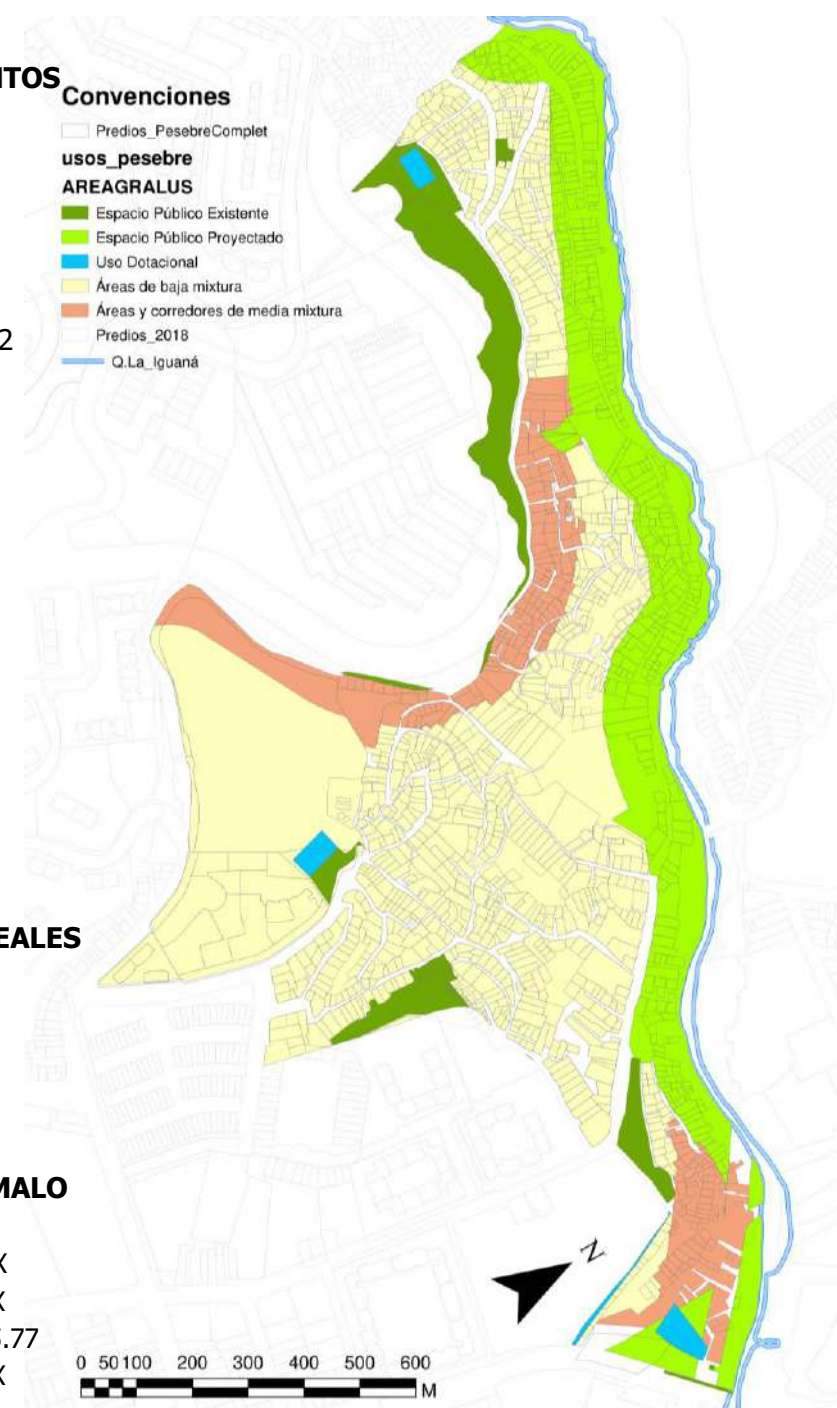 ITOS
Convenciones
Predios_PesebreComplet
usos_pesebre
AREAGRALUS
Espacio Público Existente
Espacio Público Proyectado
Uso Dotacional
Áreas de baja mixtura
Áreas y corredores de media mixtura
Predios_2018
2
Q.La_Iguaná
EALES
MALO
X
X
.77
X
N
0 50 100 200 300 400 500 600
M